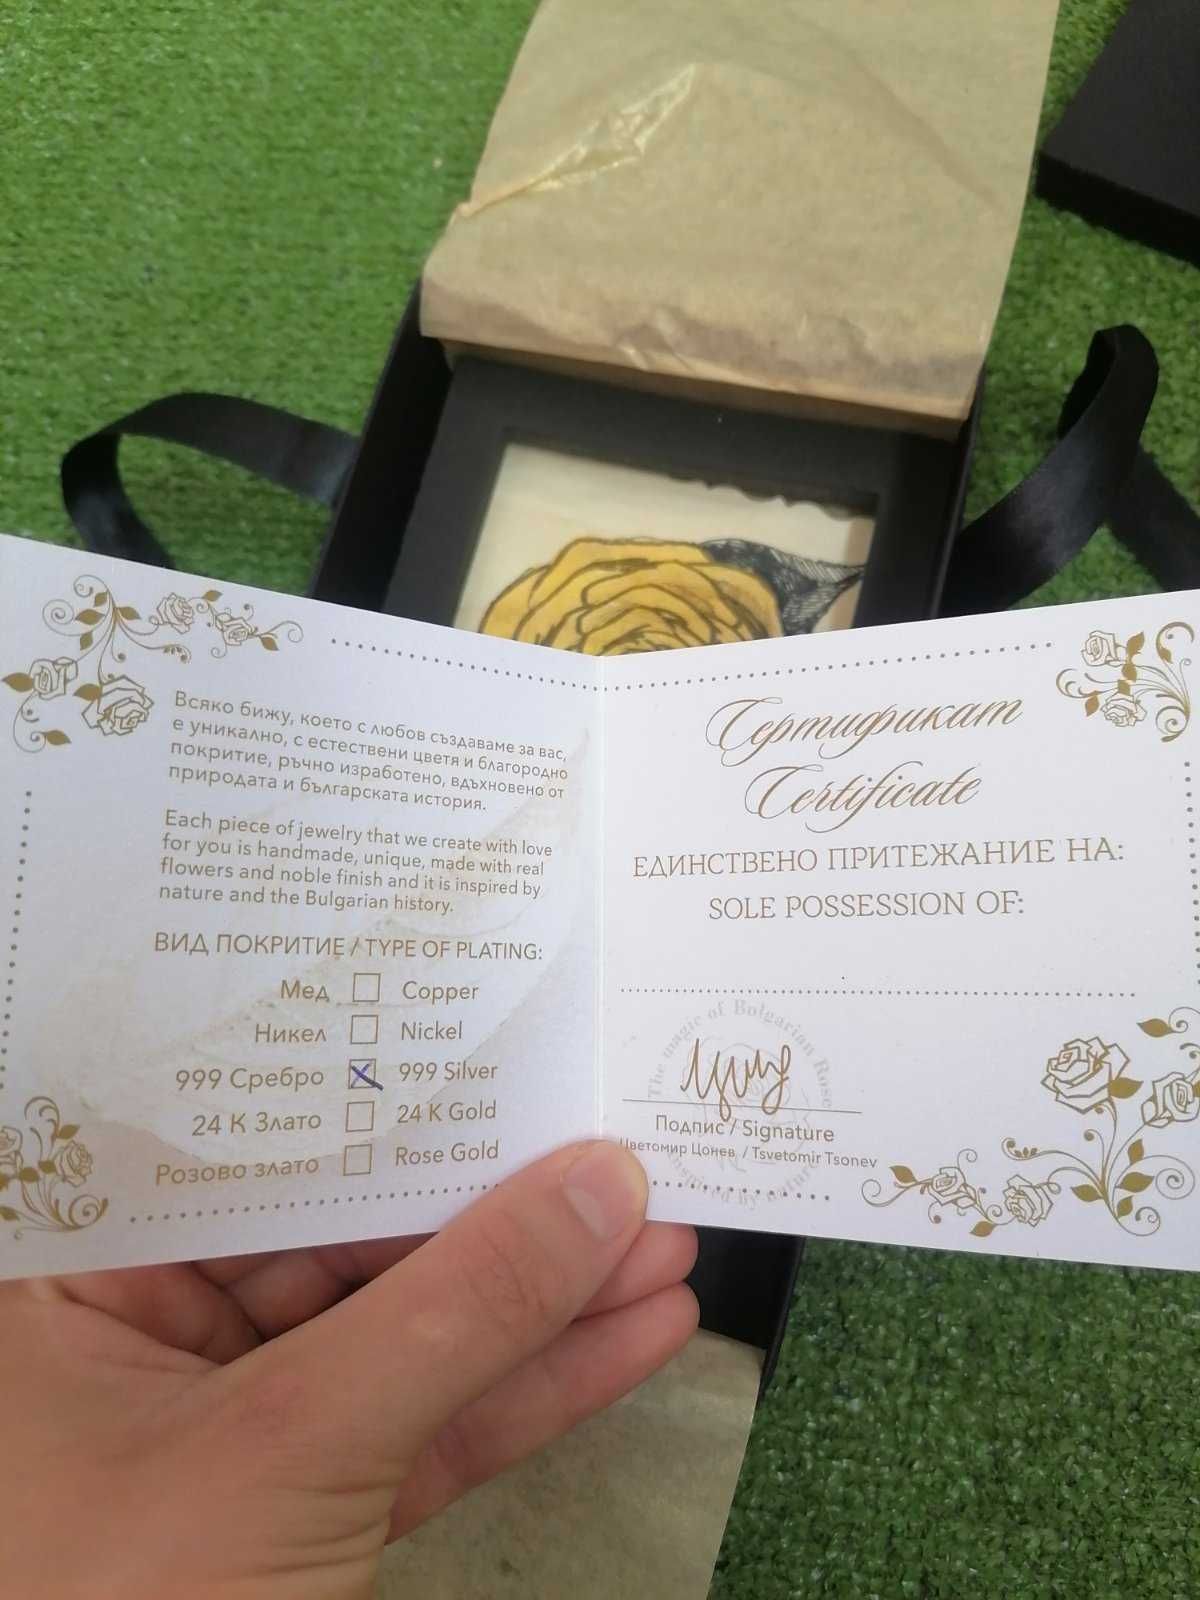 Всяко бижу, което с любов създаваме за вас,
е уникално, с естествени цветя и благородно
покритие, ръчно изработено, вдъхновено от
природата и българската история.
Each piece of jewelry that we create with love
for you is handmade, unique, made with real
flowers and noble finish and it is inspired by
nature and the Bulgarian history.
ВИД ПОКРИТИЕ / TYPE OF PLATING:
Мед Copper
Никел Nickel
999 Сребро 999 Silver
24 К Злато 24 K Gold
Розово злато Rose Gold
Сертификат
Certificate
ЕДИНСТВЕНО ПРИТЕЖАНИЕ НА:
SOLE POSSESSION OF:
The magic of Bulgarian Rose
Подпис / Signature
Цветомир Цонев / Tsvetomir Tsonev
inspired by nature